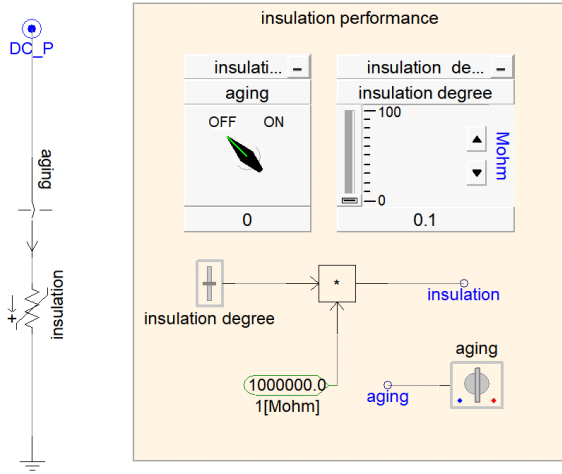 insulation performance
DC_P
aging
+
insulation
insulati...
aging
OFF
ON
0
insulation de...
insulation degree
100
0
Mohm
0.1
insulation degree
*
insulation
1000000.0
1[Mohm]
aging
aging